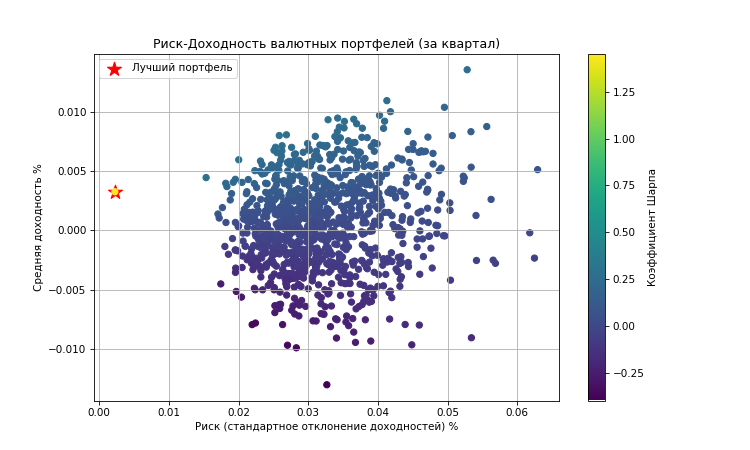 Риск-Доходность валютных портфелей (за квартал)
Лучший портфель
Средняя доходность %
0.010
0.005
0.000
−0.005
−0.010
0.00 0.01 0.02 0.03 0.04 0.05 0.06
Риск (стандартное отклонение доходностей) %
1.25
1.00
0.75
0.50
0.25
0.00
−0.25
Коэффициент Шарпа